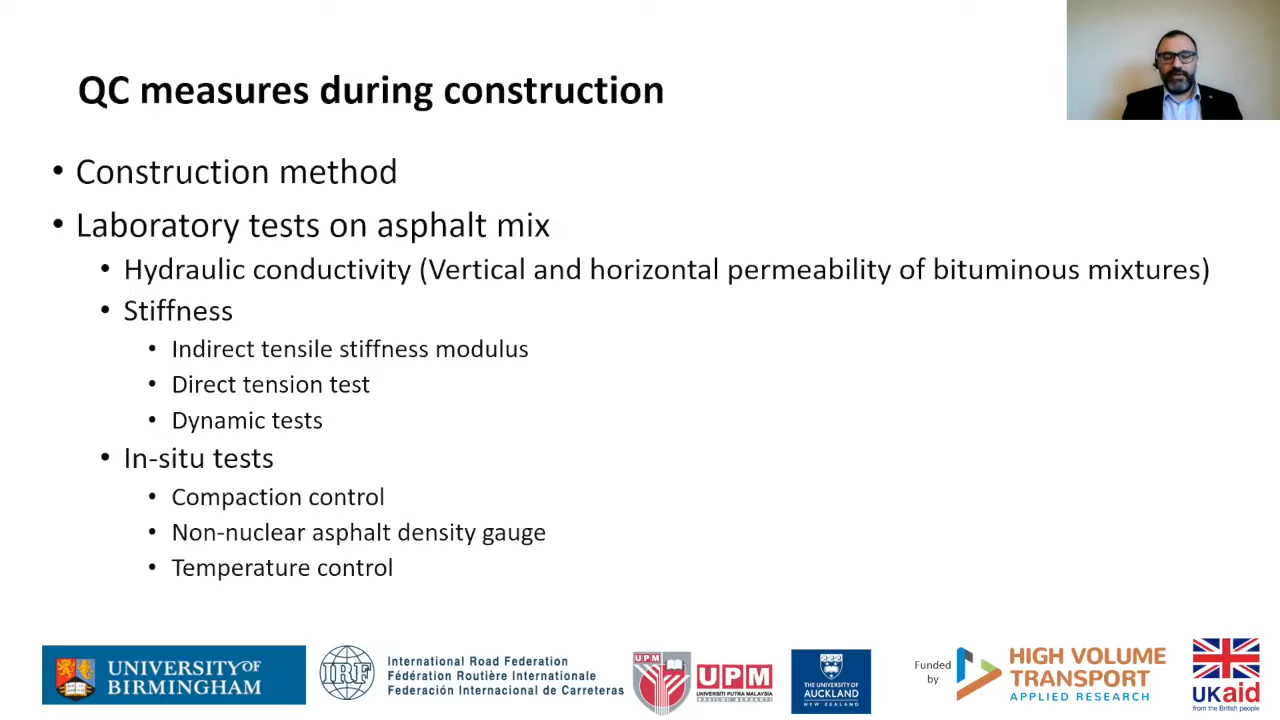 QC measures during construction
• Construction method
• Laboratory tests on asphalt mix
• Hydraulic conductivity (Vertical and horizontal permeability of bituminous mixtures)
• Stiffness
• Indirect tensile stiffness modulus
• Direct tension test
• Dynamic tests
• In-situ tests
• Compaction control
• Non-nuclear asphalt density gauge
• Temperature control
UNIVERSITY OF
BIRMINGHAM
IRF
International Road Federation
Fédération Routière Internationale
Federación Internacional de Carreteras
UPM
UPM
UNIVERSITI PUTRA MALAYSIA
THE UNIVERSITY OF
AUCKLAND
NEW ZEALAND
Funded
by
HIGH VOLUME
TRANSPORT
APPLIED RESEARCH
UKaid
from the British people